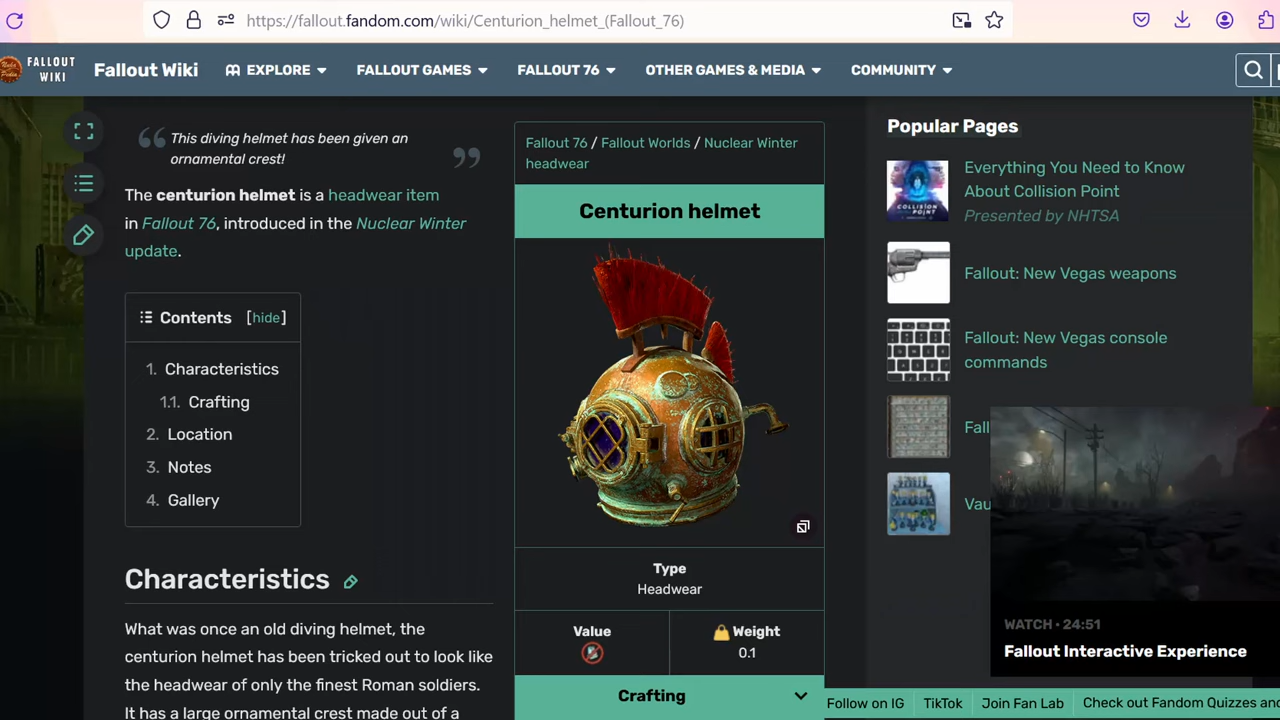 https://fallout.fandom.com/wiki/Centurion_helmet_(Fallout_76)
FALLOUT
WIKI
Fallout Wiki
EXPLORE
FALLOUT GAMES
FALLOUT 76
OTHER GAMES & MEDIA
COMMUNITY
This diving helmet has been given an
ornamental crest!
The centurion helmet is a headwear item
in Fallout 76, introduced in the Nuclear Winter
update.
Contents [hide]
1. Characteristics
1.1. Crafting
2. Location
3. Notes
4. Gallery
Characteristics
What was once an old diving helmet, the
centurion helmet has been tricked out to look like
the headwear of only the finest Roman soldiers.
It has a large ornamental crest made out of a
Fallout 76 / Fallout Worlds / Nuclear Winter
headwear
Centurion helmet
Type
Headwear
Value
Weight
0.1
Crafting
Popular Pages
Everything You Need to Know
About Collision Point
Presented by NHTSA
Fallout: New Vegas weapons
Fallout: New Vegas console
commands
Fall
Vau
WATCH • 24:51
Fallout Interactive Experience
Follow on IG
TikTok
Join Fan Lab
Check out Fandom Quizzes and